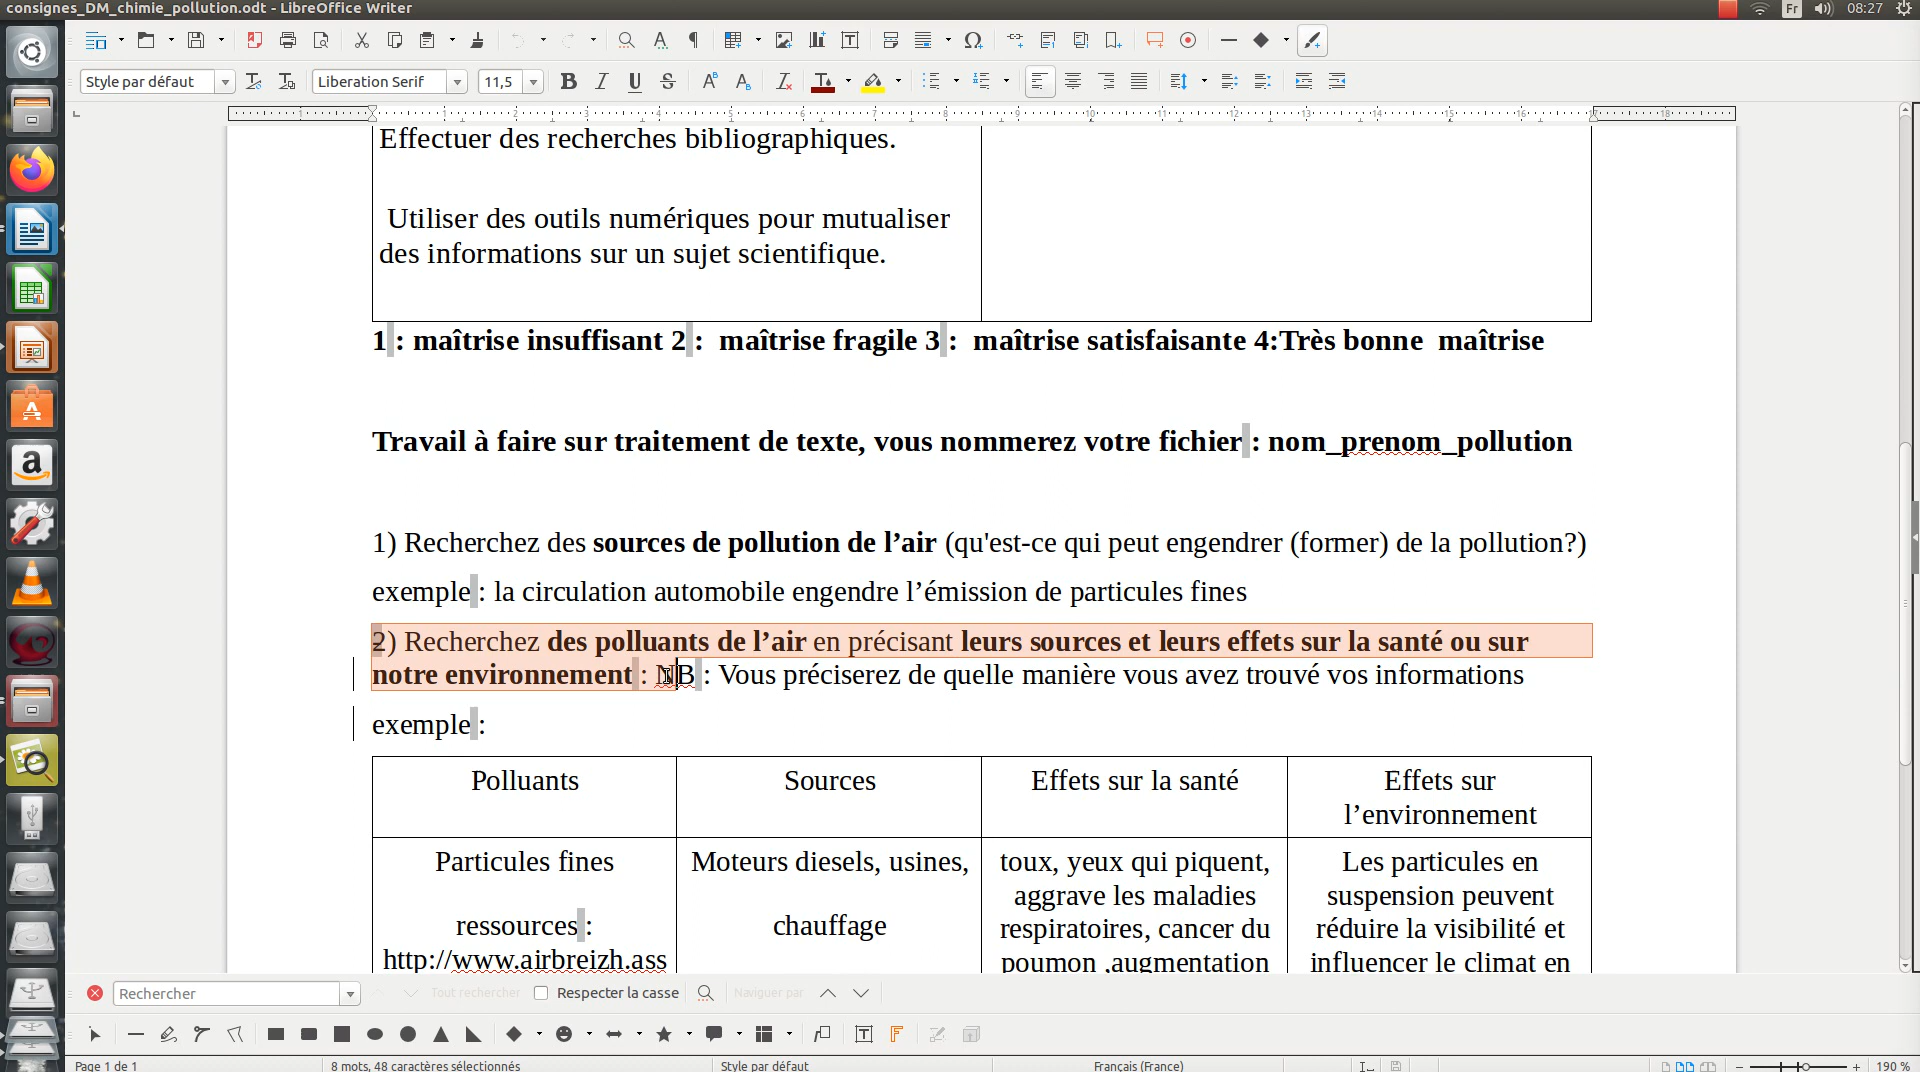 consignes_DM_chimie_pollution.odt - LibreOffice Writer
Fr
08:27
Style par défaut
Liberation Serif
11,5
Effectuer des recherches bibliographiques.
Utiliser des outils numériques pour mutualiser
des informations sur un sujet scientifique.
1 : maîtrise insuffisant 2 : maîtrise fragile 3 : maîtrise satisfaisante 4:Très bonne maîtrise
Travail à faire sur traitement de texte, vous nommerez votre fichier : nom_prenom_pollution
1) Recherchez des sources de pollution de l’air (qu'est-ce qui peut engendrer (former) de la pollution?)
exemple : la circulation automobile engendre l’émission de particules fines
2) Recherchez des polluants de l’air en précisant leurs sources et leurs effets sur la santé ou sur
notre environnement : NB : Vous préciserez de quelle manière vous avez trouvé vos informations
exemple :
Polluants
Sources
Effets sur la santé
Effets sur
l’environnement
Particules fines
ressources :
http://www.airbreizh.ass
Moteurs diesels, usines,
chauffage
toux, yeux qui piquent,
aggrave les maladies
respiratoires, cancer du
poumon ,augmentation
Les particules en
suspension peuvent
réduire la visibilité et
influencer le climat en
Rechercher
Tout rechercher
Respecter la casse
Naviguer par
Page 1 de 1
8 mots, 48 caractères sélectionnés
Style par défaut
Français (France)
190 %